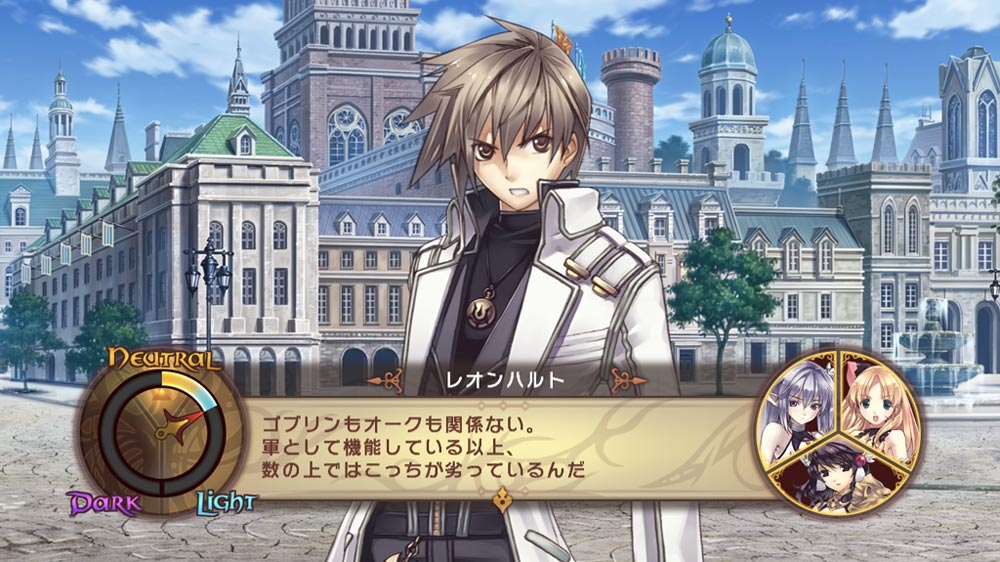 レオンハルト
Neutral
ゴブリンもオークも関係ない。
軍として機能している以上、
数の上ではこっちが劣っているんだ
Dark
Light